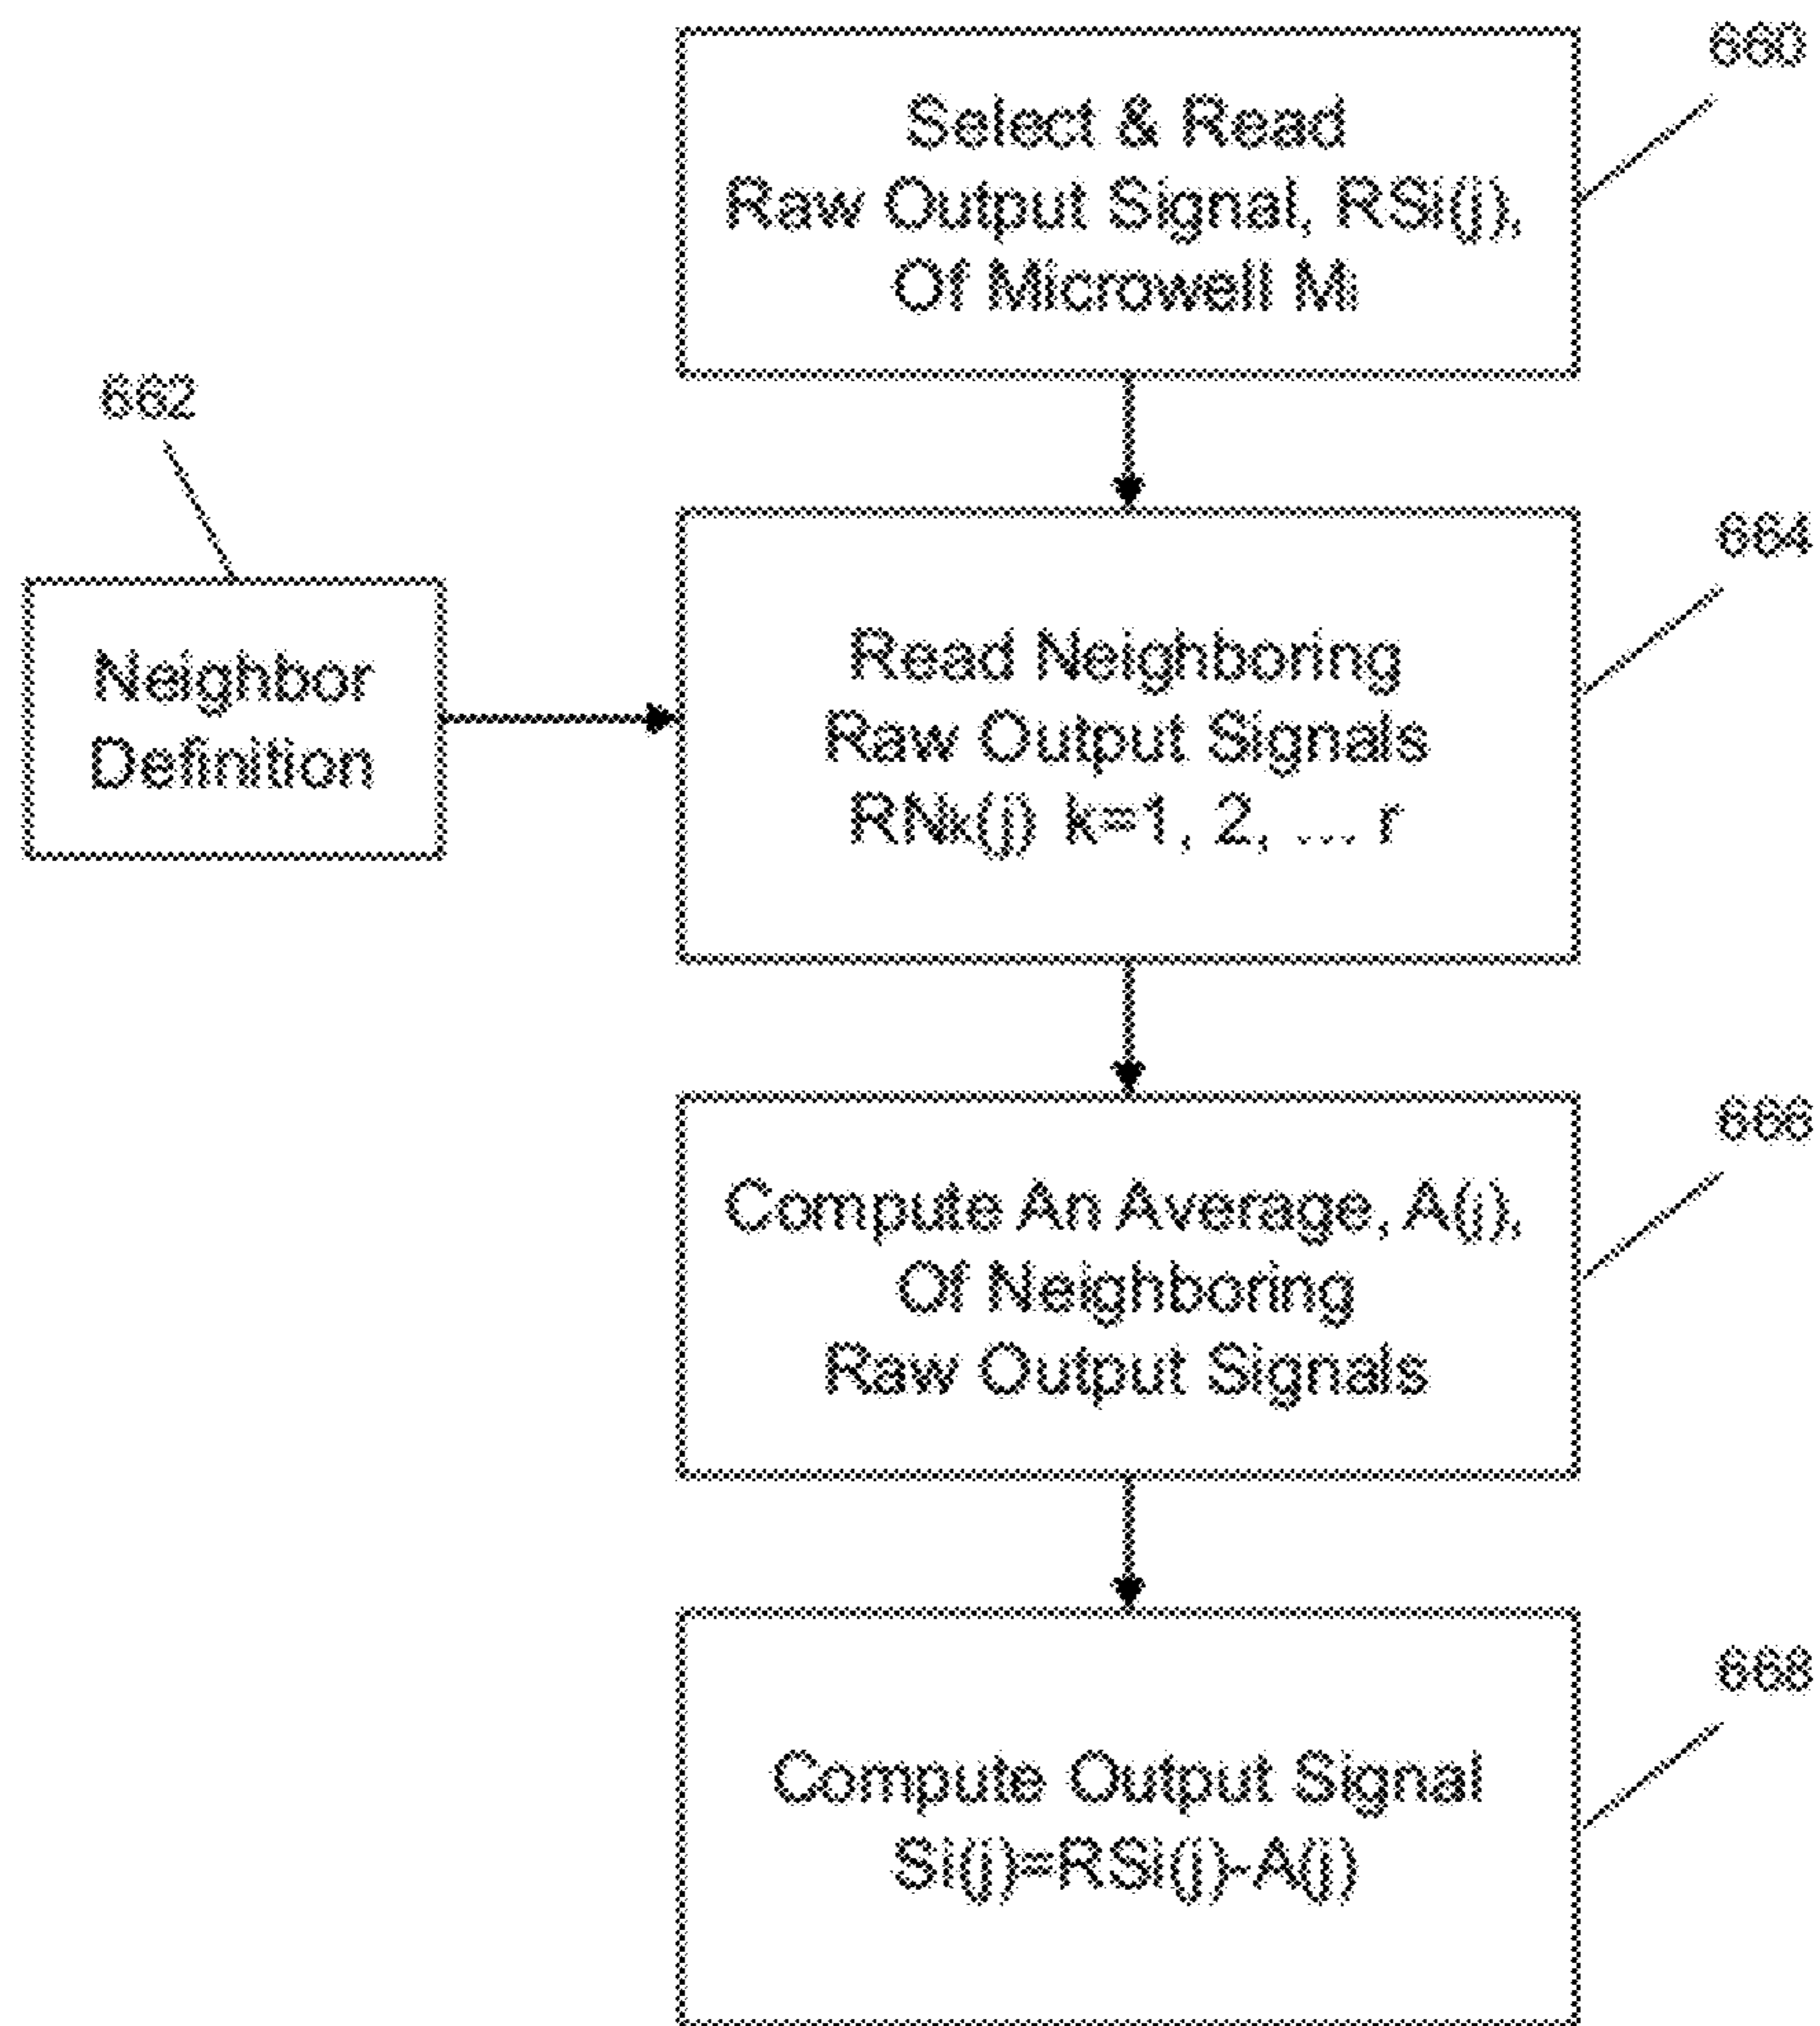 660
Select & Read
Raw Output Signal, RSi(j),
Of Microwell Mi
662
Neighbor
Definition
664
Read Neighboring
Raw Output Signals
RNk(j) k=1, 2, ... r
666
Compute An Average, A(j),
Of Neighboring
Raw Output Signals
668
Compute Output Signal
Si(j)=RSi(j)-A(j)